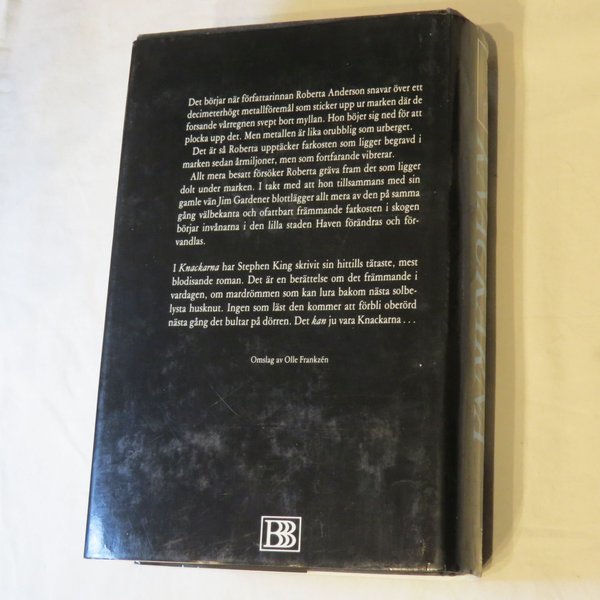 Det börjar när författarinnan Roberta Anderson snavar över ett
decimeterhögt metallföremål som sticker upp ur marken där de
forsande vårregnen svept bort myllan. Hon böjer sig ned för att
plocka upp det. Men metallen är lika orubblig som urberget.
Det är så Roberta upptäcker farkosten som ligger begravd i
marken sedan årmiljoner, men som fortfarande vibrerar.
Allt mera besatt försöker Roberta gräva fram det som ligger
dolt under marken. I takt med att hon tillsammans med sin
gamle vän Jim Gardener blottlägger allt mera av den på samma
gång välbekanta och ofattbart främmande farkosten i skogen
börjar invånarna i den lilla staden Haven förändras och för-
vandlas.
I Knackarna har Stephen King skrivit sin hittills tätaste, mest
blodisande roman. Det är en berättelse om det främmande i
vardagen, om mardrömmen som kan lura bakom nästa solbe-
lysta husknut. Ingen som läst den kommer att förbli oberörd
nästa gång det bultar på dörren. Det kan ju vara Knackarna . . .
Omslag av Olle Frankzén
BBB
KNACKARNA